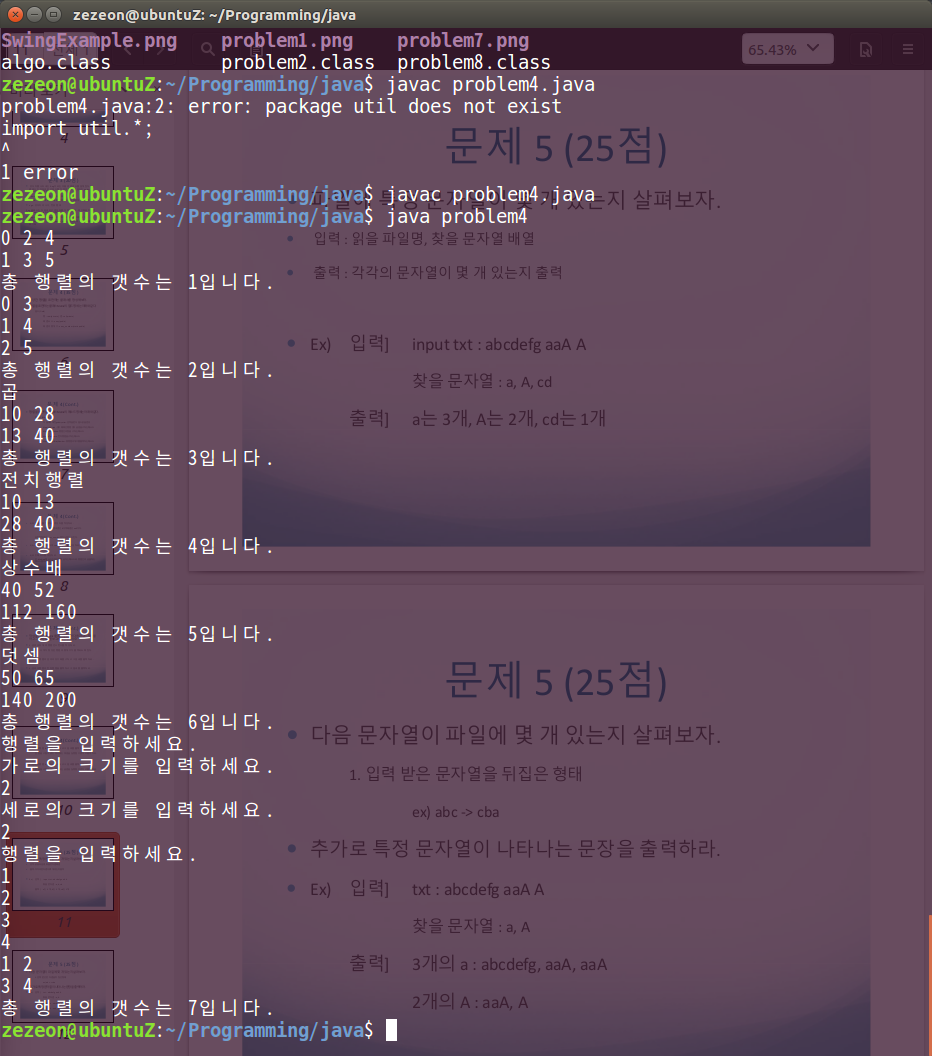 zezeon@ubuntuZ: ~/Programming/java
SwingExample.png problem1.png problem7.png
algo.class problem2.class problem8.class
zezeon@ubuntuZ:~/Programming/java$ javac problem4.java
problem4.java:2: error: package util does not exist
import util.*;
^
1 error
zezeon@ubuntuZ:~/Programming/java$ javac problem4.java
zezeon@ubuntuZ:~/Programming/java$ java problem4
0 2 4
1 3 5
총 행렬의 갯수는 1입니다.
0 3
1 4
2 5
총 행렬의 갯수는 2입니다.
곱
10 28
13 40
총 행렬의 갯수는 3입니다.
전치행렬
10 13
28 40
총 행렬의 갯수는 4입니다.
상수배
40 52
112 160
총 행렬의 갯수는 5입니다.
덧셈
50 65
140 200
총 행렬의 갯수는 6입니다.
행렬을 입력하세요.
가로의 크기를 입력하세요.
2
세로의 크기를 입력하세요.
2
행렬을 입력하세요.
1
2
3
4
1 2
3 4
총 행렬의 갯수는 7입니다.
zezeon@ubuntuZ:~/Programming/java$
65.43%
4
5
6
7
8
10
11
문제 5 (25점)
개 있는지 살펴보자.
입력 : 읽을 파일명, 찾을 문자열 배열
출력 : 각각의 문자열이 몇 개 있는지 출력
Ex) 입력] input txt : abcdefg aaA A
찾을 문자열 : a, A, cd
출력] a는 3개, A는 2개, cd는 1개
문제 5 (25점)
다음 문자열이 파일에 몇 개 있는지 살펴보자.
1. 입력 받은 문자열을 뒤집은 형태
ex) abc -> cba
추가로 특정 문자열이 나타나는 문장을 출력하라.
Ex) 입력] txt : abcdefg aaA A
찾을 문자열 : a, A
출력] 3개의 a : abcdefg, aaA, aaA
2개의 A : aaA, A